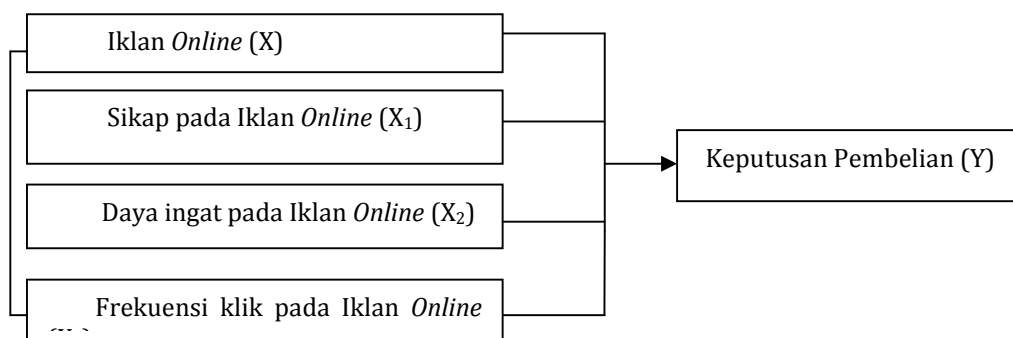 Iklan Online (X)
Sikap pada Iklan Online (X₁)
Keputusan Pembelian (Y)
Daya ingat pada Iklan Online (X₂)
Frekuensi klik pada Iklan Online